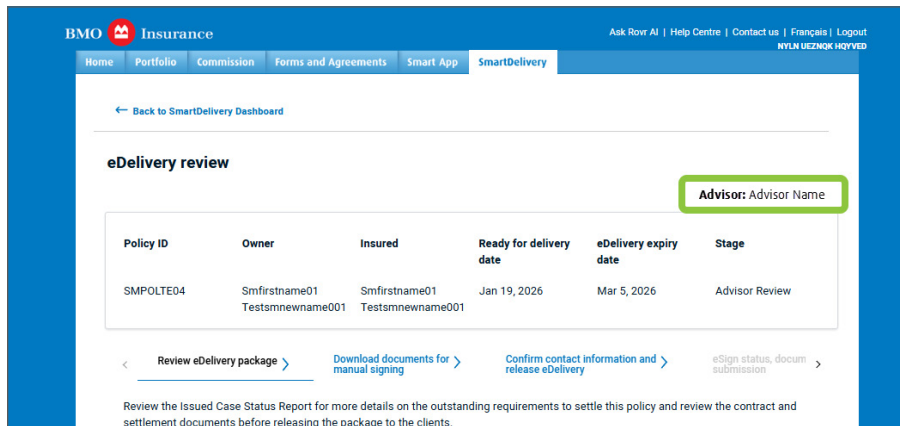 BMO Insurance
Ask Rovr AI | Help Centre | Contact us | Français | Logout
NYLN UEZNQK HQYVED
Home Portfolio Commission Forms and Agreements Smart App SmartDelivery
← Back to SmartDelivery Dashboard
eDelivery review
Advisor: Advisor Name
Policy ID Owner Insured Ready for delivery date eDelivery expiry date Stage
SMPOLTE04 Smfirstname01 Testsmnewname001 Smfirstname01 Testsmnewname001 Jan 19, 2026 Mar 5, 2026 Advisor Review
Review eDelivery package Download documents for manual signing Confirm contact information and release eDelivery eSign status, docum submission
Review the Issued Case Status Report for more details on the outstanding requirements to settle this policy and review the contract and
settlement documents before releasing the package to the clients.